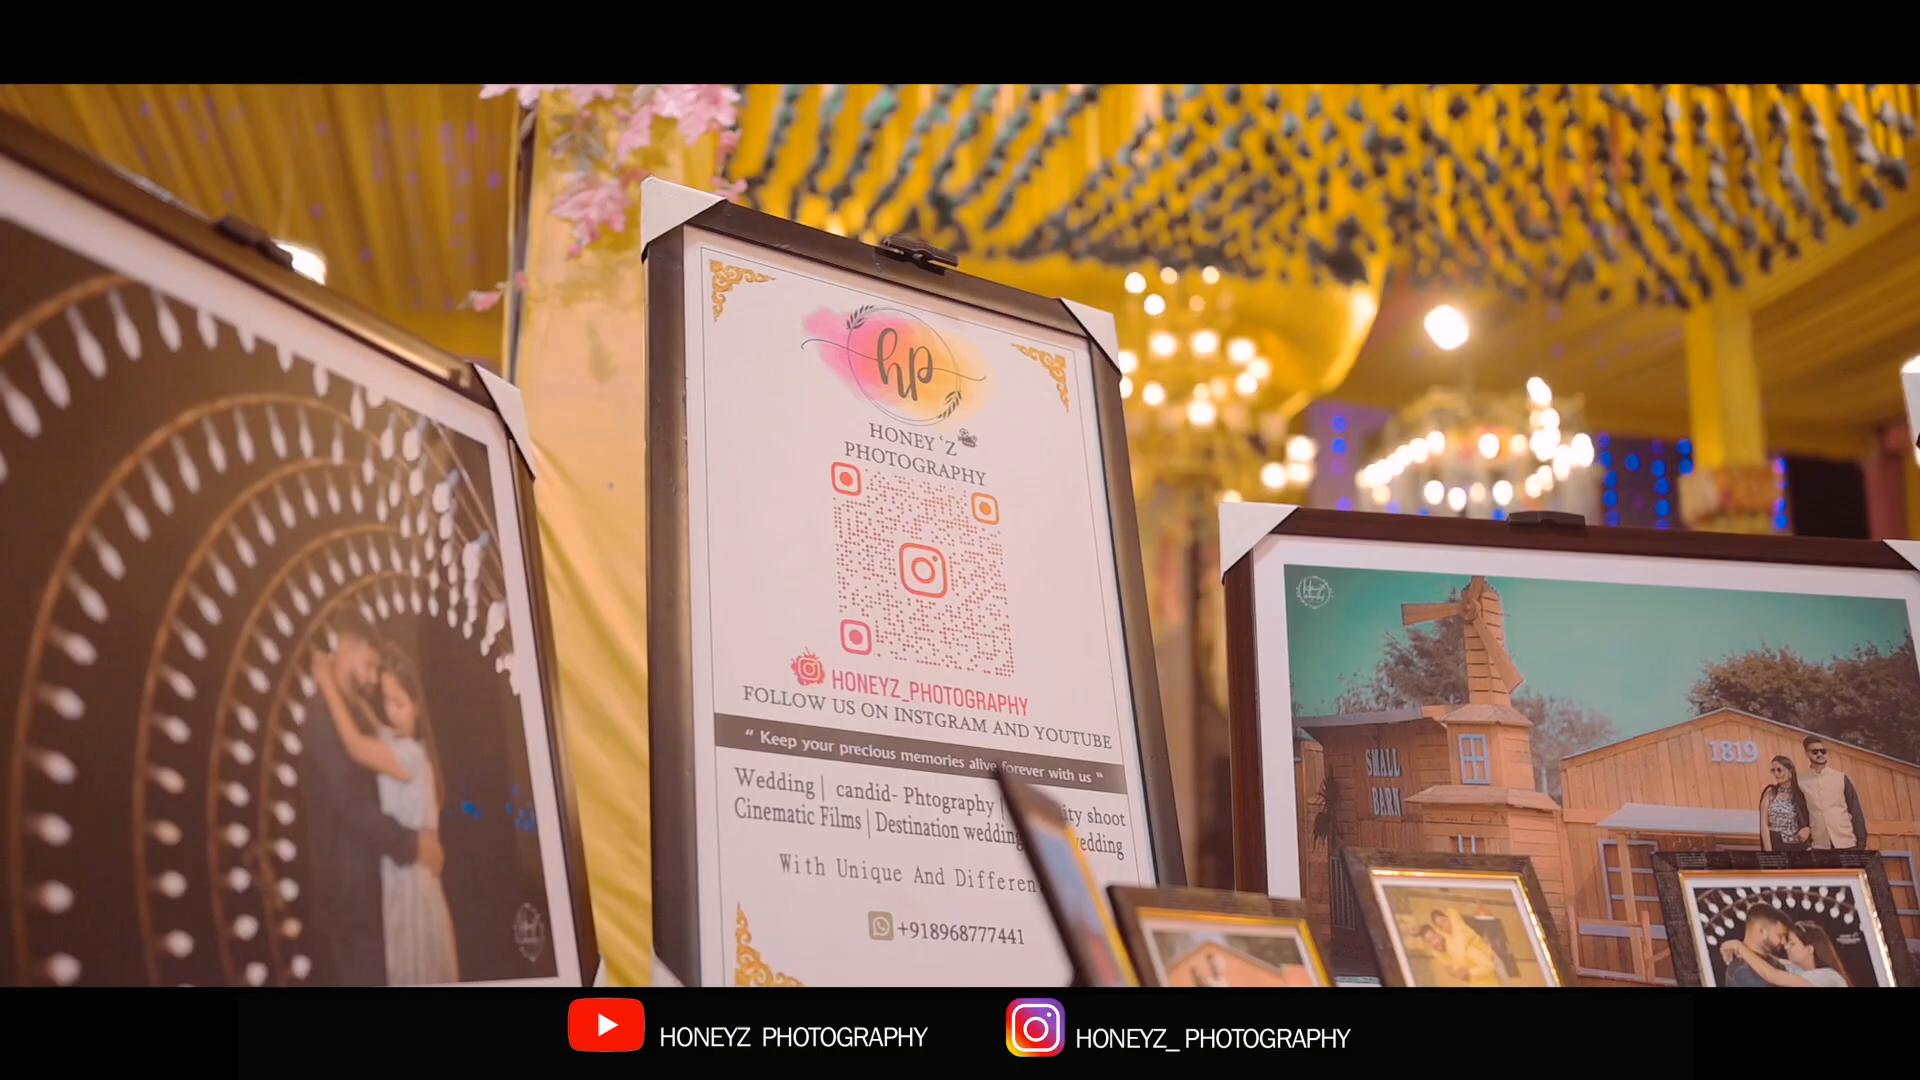 hp
HONEY 'Z
PHOTOGRAPHY
HONEYZ_PHOTOGRAPHY
FOLLOW US ON INSTGRAM AND YOUTUBE
“ Keep your precious memories alive forever with us “
Wedding | candid- Phtography | ity shoot
Cinematic Films | Destination wedding wedding
With Unique And Differen
+918968777441
SMALL
BARN
1819
HONEYZ PHOTOGRAPHY
HONEYZ_ PHOTOGRAPHY